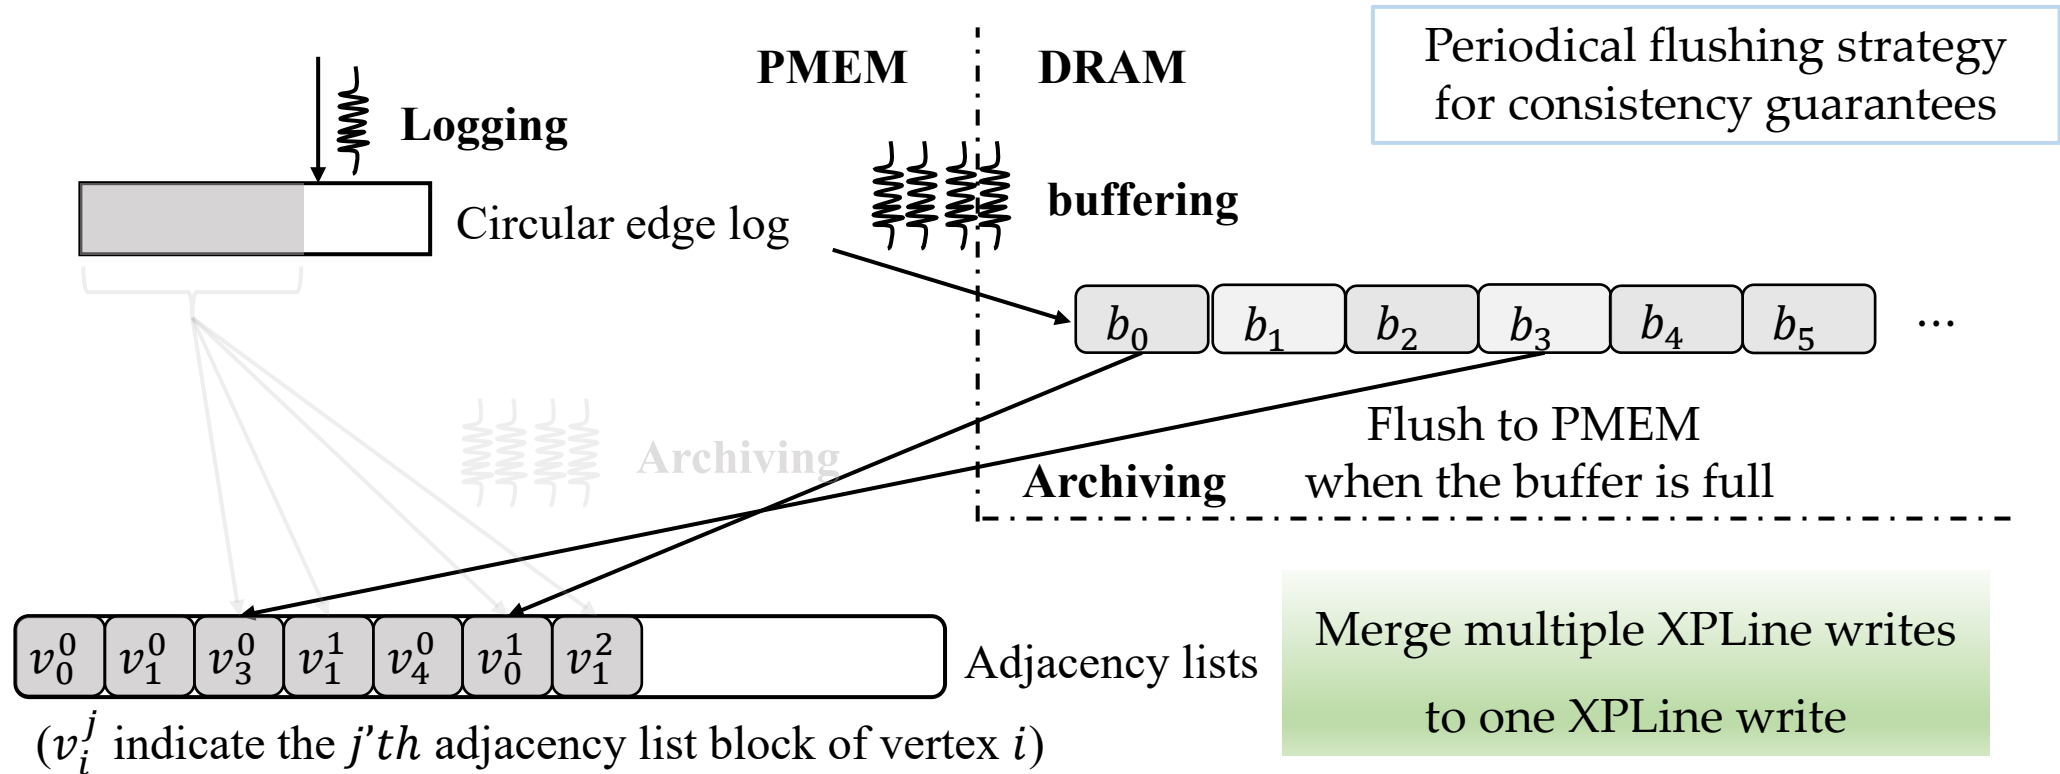 PMEM
DRAM
Periodical flushing strategy
for consistency guarantees
Logging
buffering
Circular edge log
b₀ b₁ b₂ b₃ b₄ b₅ ...
Archiving
Flush to PMEM
Archiving when the buffer is full
v₀⁰ v₁⁰ v₃⁰ v₁¹ v₄⁰ v₀¹ v₁²
Adjacency lists
(vᵢʲ indicate the j'th adjacency list block of vertex i)
Merge multiple XPLine writes
to one XPLine write